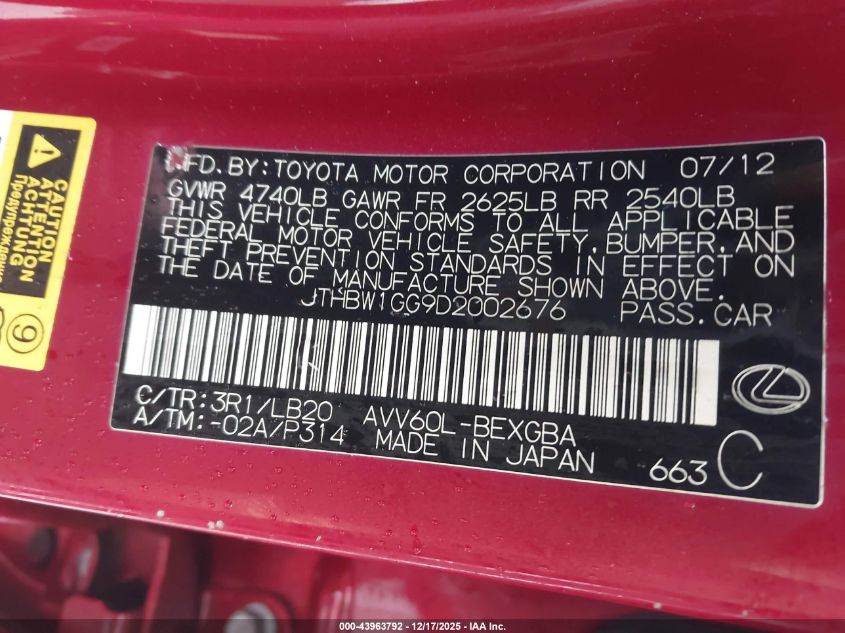 CAUTION
ATTENTION
ACHTUNG
MFD.BY:TOYOTA MOTOR CORPORATION 07/12
GVWR 4740LB GAWR FR 2625LB RR 2540LB
THIS VEHICLE CONFORMS TO ALL APPLICABLE
FEDERAL MOTOR VEHICLE SAFETY,BUMPER,AND
THEFT PREVENTION STANDARDS IN EFFECT ON
THE DATE OF MANUFACTURE SHOWN ABOVE.
JTHBW1GG9D2002676 PASS.CAR
C/TR:3R1/LB20 AVV60L-BEXGBA
A/TM:-02A/P314 MADE IN JAPAN
663 C
000-43963792 - 12/17/2025 - IAA Inc.